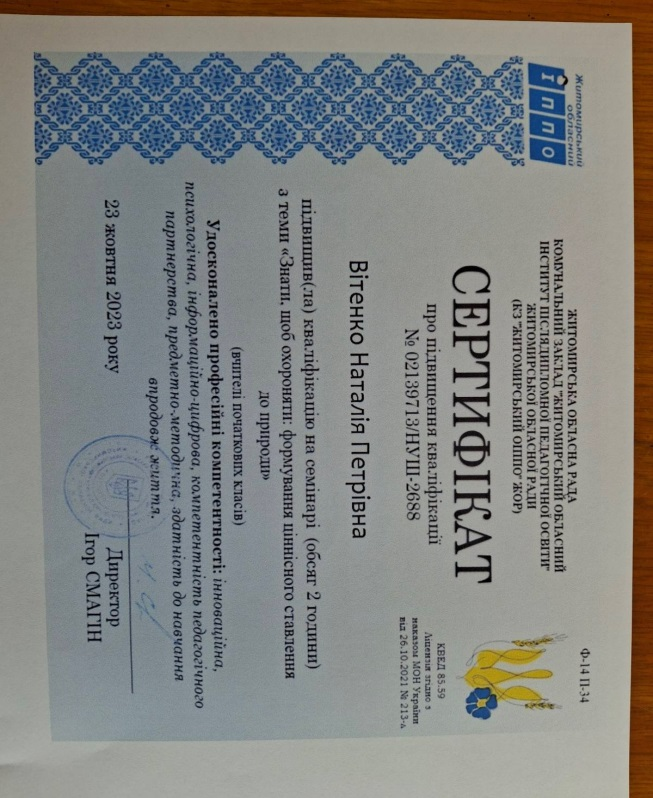 Житомирський
обласний
ІППО
Ф-14 П-34
ЖИТОМИРСЬКА ОБЛАСНА РАДА
КОМУНАЛЬНИЙ ЗАКЛАД "ЖИТОМИРСЬКИЙ ОБЛАСНИЙ
ІНСТИТУТ ПІСЛЯДИПЛОМНОЇ ПЕДАГОГІЧНОЇ ОСВІТИ"
ЖИТОМИРСЬКОЇ ОБЛАСНОЇ РАДИ
(КЗ "ЖИТОМИРСЬКИЙ ОІППО" ЖОР)
СЕРТИФІКАТ
про підвищення кваліфікації
№ 02139713/НУШ-2688
КВЕД 85.59
Ліцензія згідно з
наказом МОН України
від 26.10.2021 № 213-л
Вітенко Наталія Петрівна
підвищив(ла) кваліфікацію на семінарі (обсяг 2 години)
з теми «Знати, щоб охороняти: формування ціннісного ставлення
до природи»
(вчителі початкових класів)
Удосконалено професійні компетентності: інноваційна,
психологічна, інформаційно-цифрова, компетентність педагогічного
партнерства, предметно-методична, здатність до навчання
впродовж життя.
23 жовтня 2023 року
Директор
Ігор СМАГІН